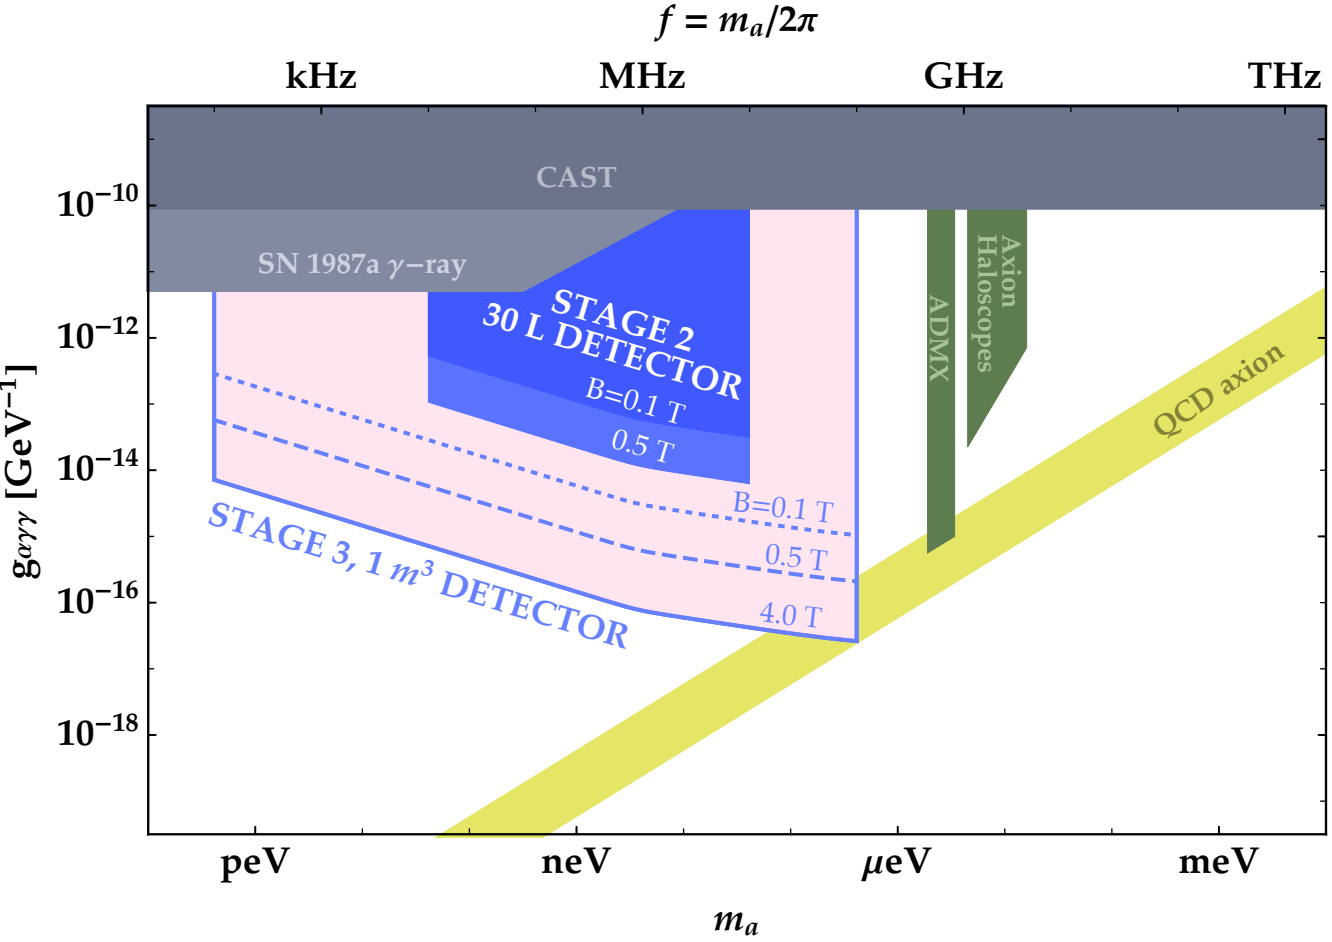 f = mₐ/2π
kHz MHz GHz THz
CAST
10⁻¹⁰
SN 1987a γ−ray
Axion
Haloscopes
ADMX
STAGE 2
30 L DETECTOR
10⁻¹²
B=0.1 T
0.5 T
QCD axion
10⁻¹⁴
B=0.1 T
0.5 T
4.0 T
STAGE 3, 1 m³ DETECTOR
10⁻¹⁶
10⁻¹⁸
g_αγγ [GeV⁻¹]
peV neV μeV meV
mₐ